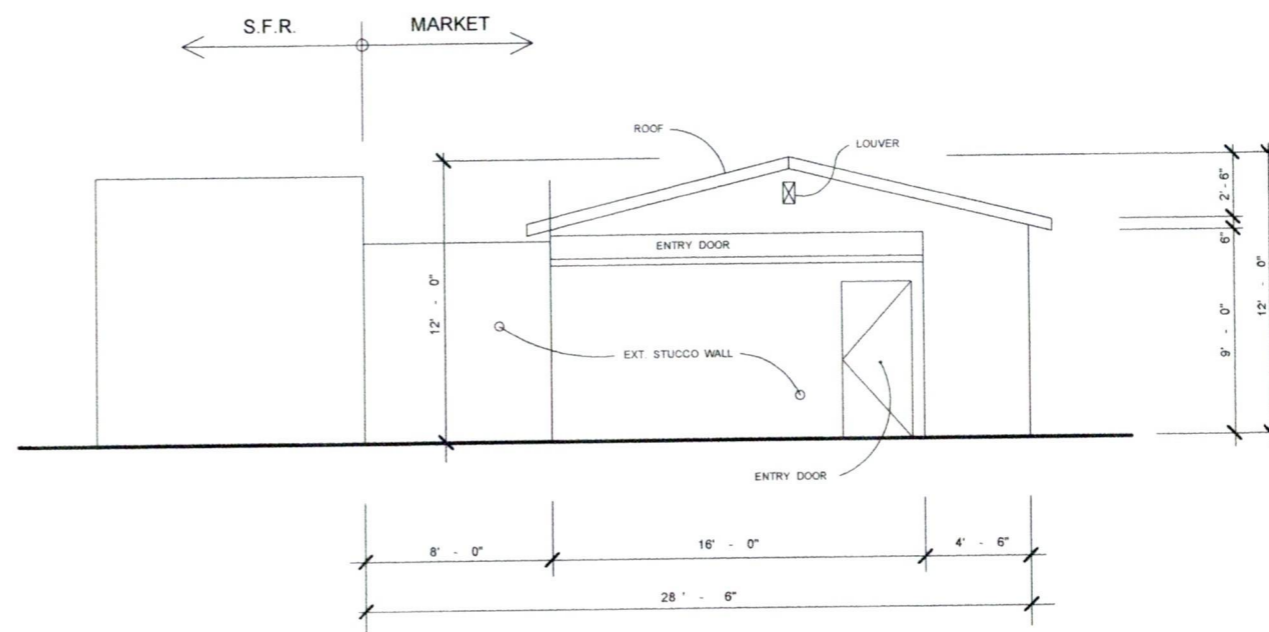 S.F.R.
MARKET
ROOF
LOUVER
2' - 6"
6"
ENTRY DOOR
12' - 0"
9' - 0"
12' - 0"
EXT. STUCCO WALL
ENTRY DOOR
8' - 0"
16' - 0"
4' - 6"
28 ' - 6"